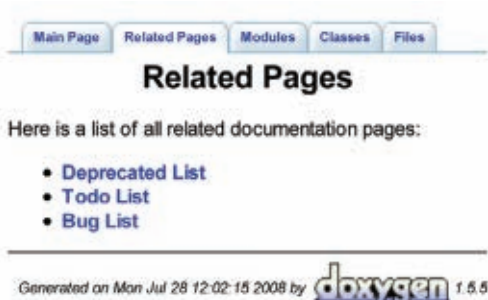 Main Page Related Pages Modules Classes Files
Related Pages
Here is a list of all related documentation pages:
• Deprecated List
• Todo List
• Bug List
Generated on Mon Jul 28 12:02:15 2008 by doxygen 1.5.5